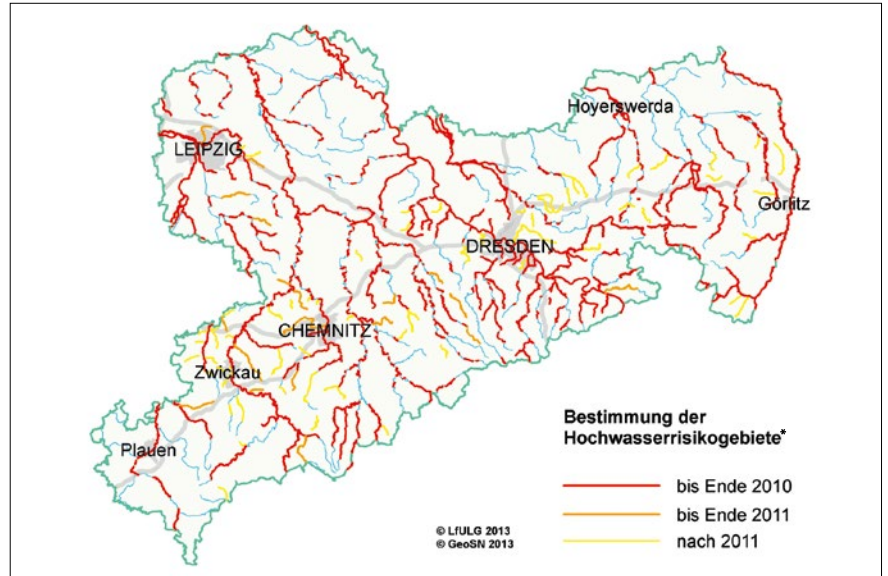 Hoyerswerda
LEIPZIG
Görlitz
DRESDEN
CHEMNITZ
Zwickau
Plauen
Bestimmung der
Hochwasserrisikogebiete*
bis Ende 2010
bis Ende 2011
nach 2011
© LfULG 2013
© GeoSN 2013